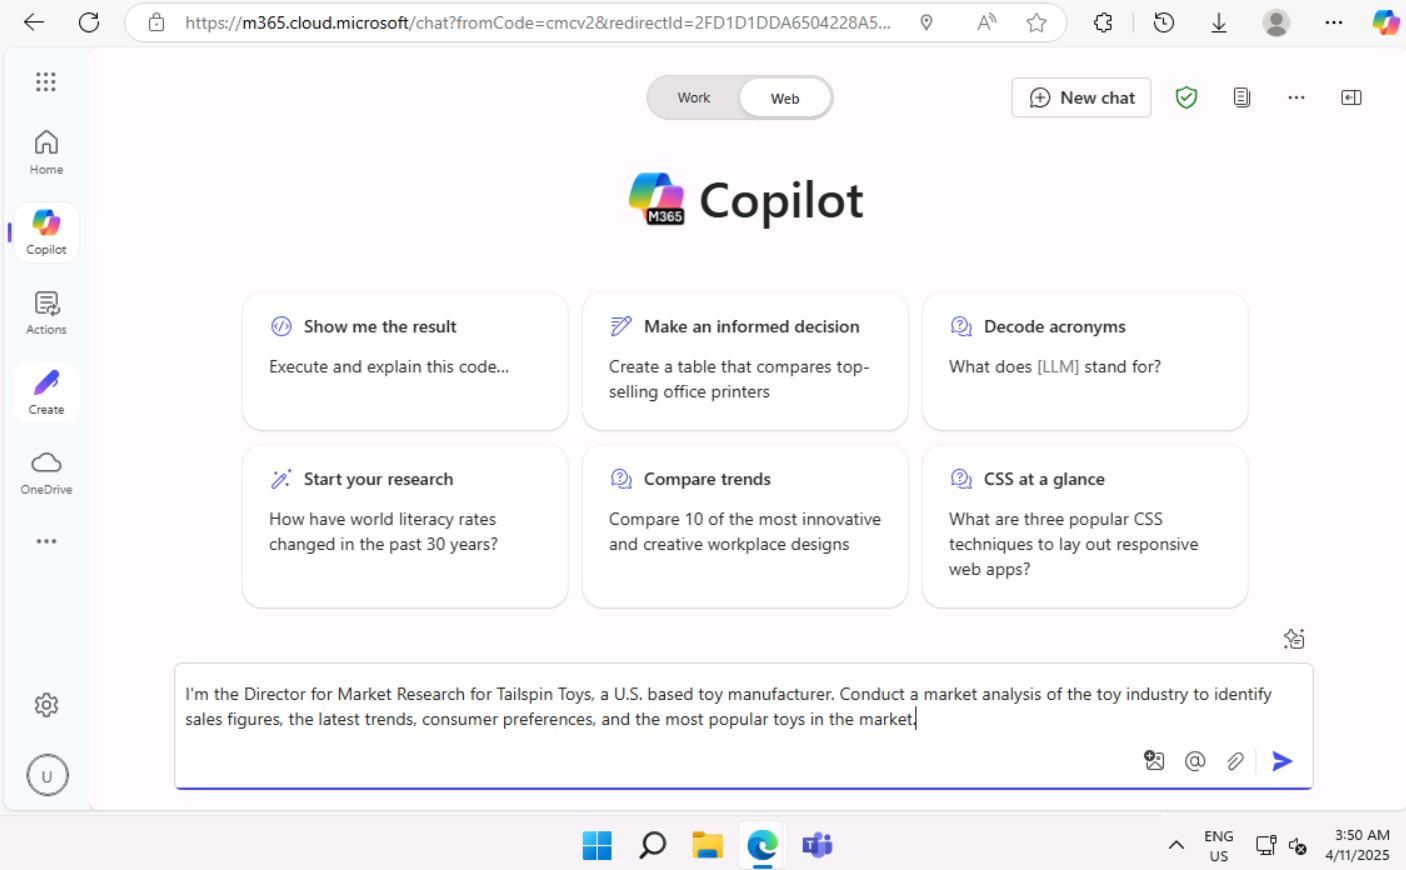 https://m365.cloud.microsoft/chat?fromCode=cmcv2&redirectId=2FD1D1DDA6504228A5...
Work
Web
New chat
Home
Copilot
Actions
Create
OneDrive
M365
Copilot
Show me the result
Execute and explain this code...
Make an informed decision
Create a table that compares top-
selling office printers
Decode acronyms
What does [LLM] stand for?
Start your research
How have world literacy rates
changed in the past 30 years?
Compare trends
Compare 10 of the most innovative
and creative workplace designs
CSS at a glance
What are three popular CSS
techniques to lay out responsive
web apps?
I'm the Director for Market Research for Tailspin Toys, a U.S. based toy manufacturer. Conduct a market analysis of the toy industry to identify
sales figures, the latest trends, consumer preferences, and the most popular toys in the market.
U
ENG
US
3:50 AM
4/11/2025